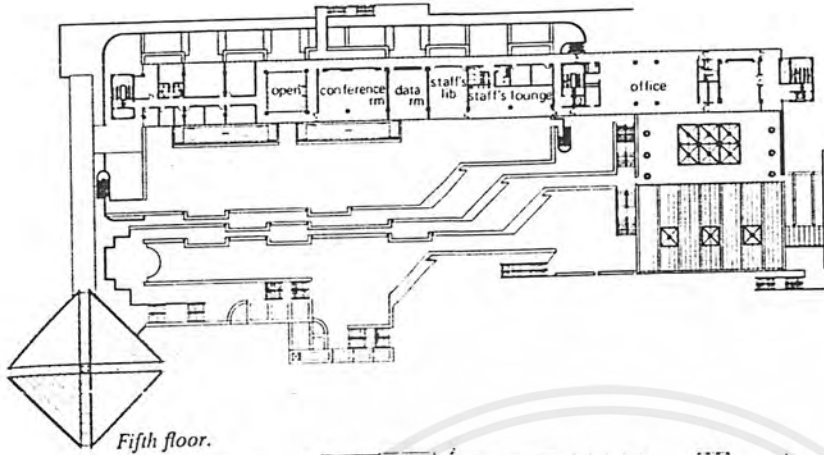 open
conference
rm
data
rm
staff's
lib
staff's lounge
office
Fifth floor.